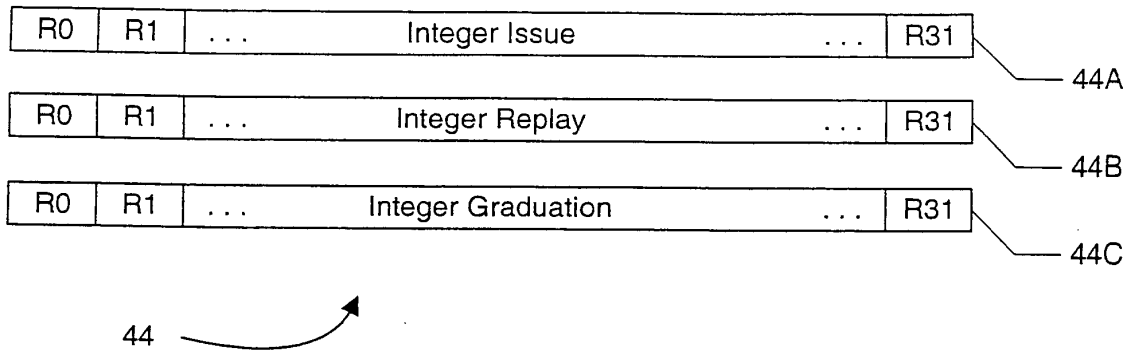 R0 R1 . . . Integer Issue . . . R31
44A
R0 R1 . . . Integer Replay . . . R31
44B
R0 R1 . . . Integer Graduation . . . R31
44C
44